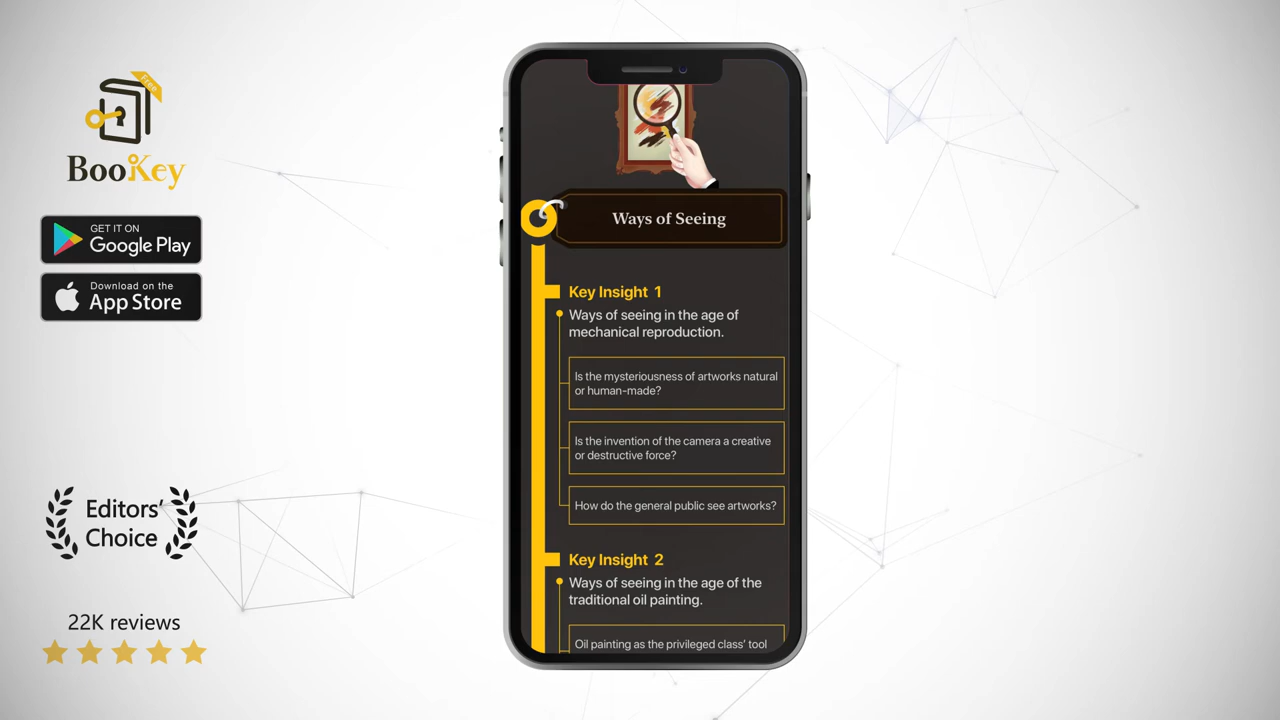 Free
BooKey
GET IT ON
Google Play
Download on the
App Store
Editors'
Choice
22K reviews
Ways of Seeing
Key Insight 1
Ways of seeing in the age of
mechanical reproduction.
Is the mysteriousness of artworks natural
or human-made?
Is the invention of the camera a creative
or destructive force?
How do the general public see artworks?
Key Insight 2
Ways of seeing in the age of the
traditional oil painting.
Oil painting as the privileged class' tool